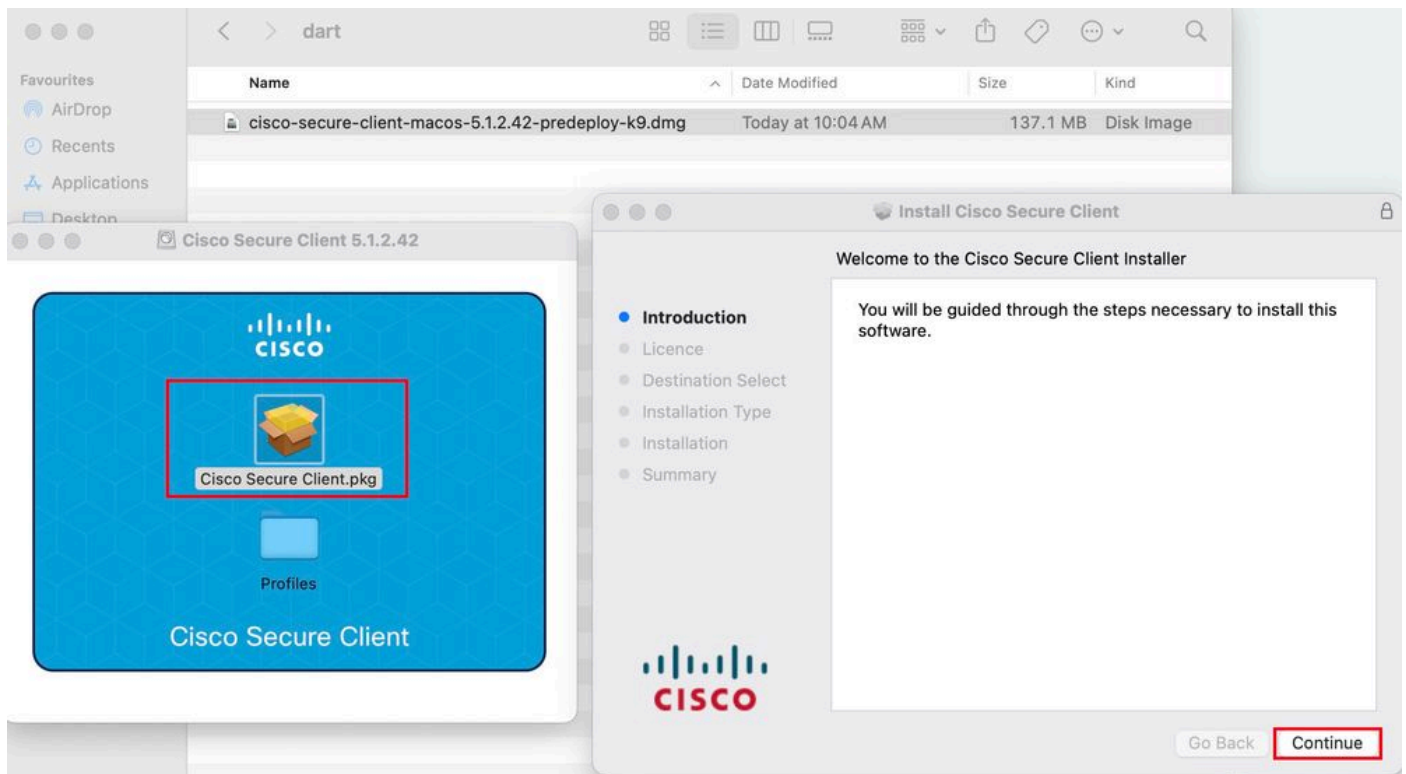 dart
Favourites
AirDrop
Recents
Applications
Desktop
Name
Date Modified
Size
Kind
cisco-secure-client-macos-5.1.2.42-predeploy-k9.dmg
Today at 10:04 AM
137.1 MB
Disk Image
Cisco Secure Client 5.1.2.42
CISCO
Cisco Secure Client.pkg
Profiles
Cisco Secure Client
Install Cisco Secure Client
Welcome to the Cisco Secure Client Installer
Introduction
Licence
Destination Select
Installation Type
Installation
Summary
You will be guided through the steps necessary to install this
software.
CISCO
Go Back
Continue